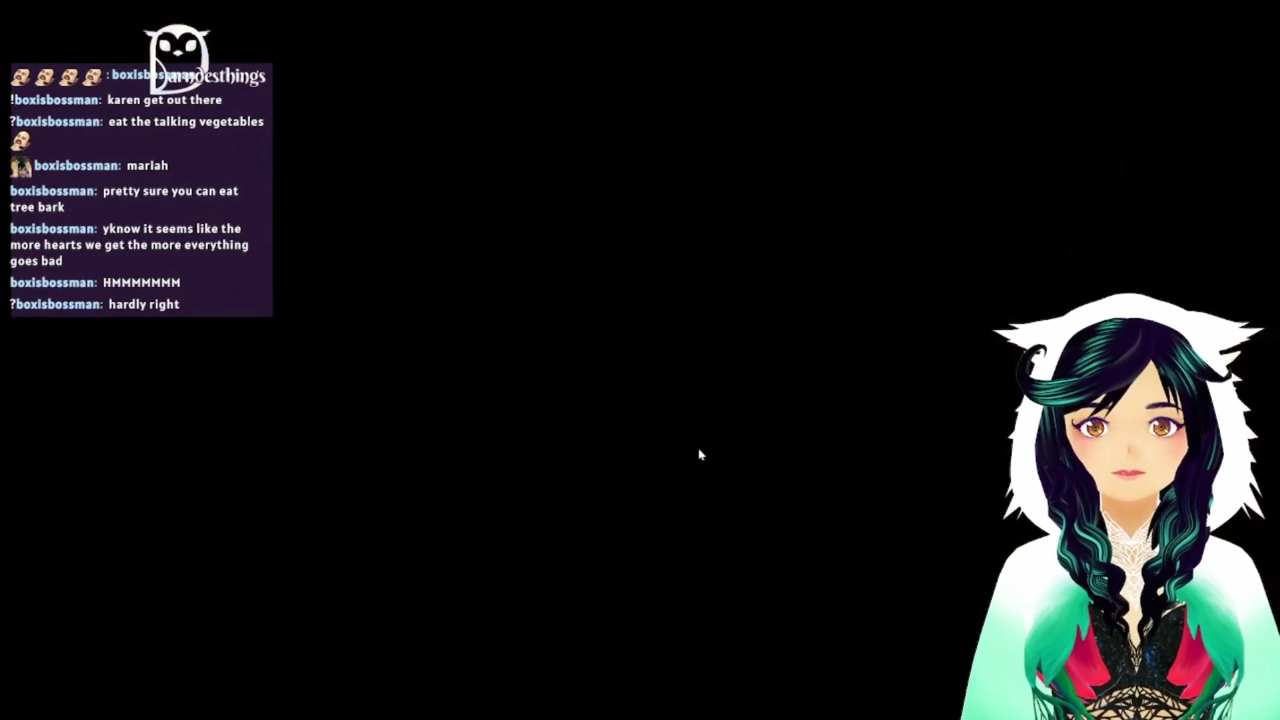 : boxisbossman
Barndesthings
!boxisbossman: karen get out there
?boxisbossman: eat the talking vegetables
boxisbossman: mariah
boxisbossman: pretty sure you can eat
tree bark
boxisbossman: yknow it seems like the
more hearts we get the more everything
goes bad
boxisbossman: HMMMMMMM
?boxisbossman: hardly right